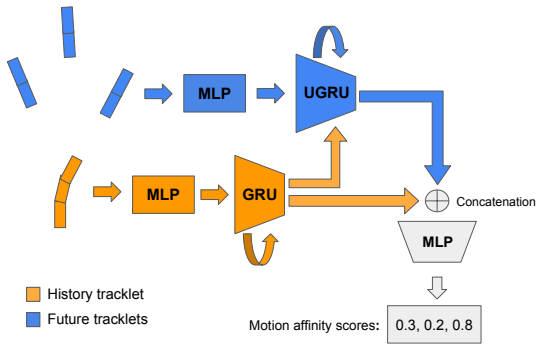 MLP
UGRU
MLP
GRU
Concatenation
MLP
History tracklet
Future tracklets
Motion affinity scores: 0.3, 0.2, 0.8